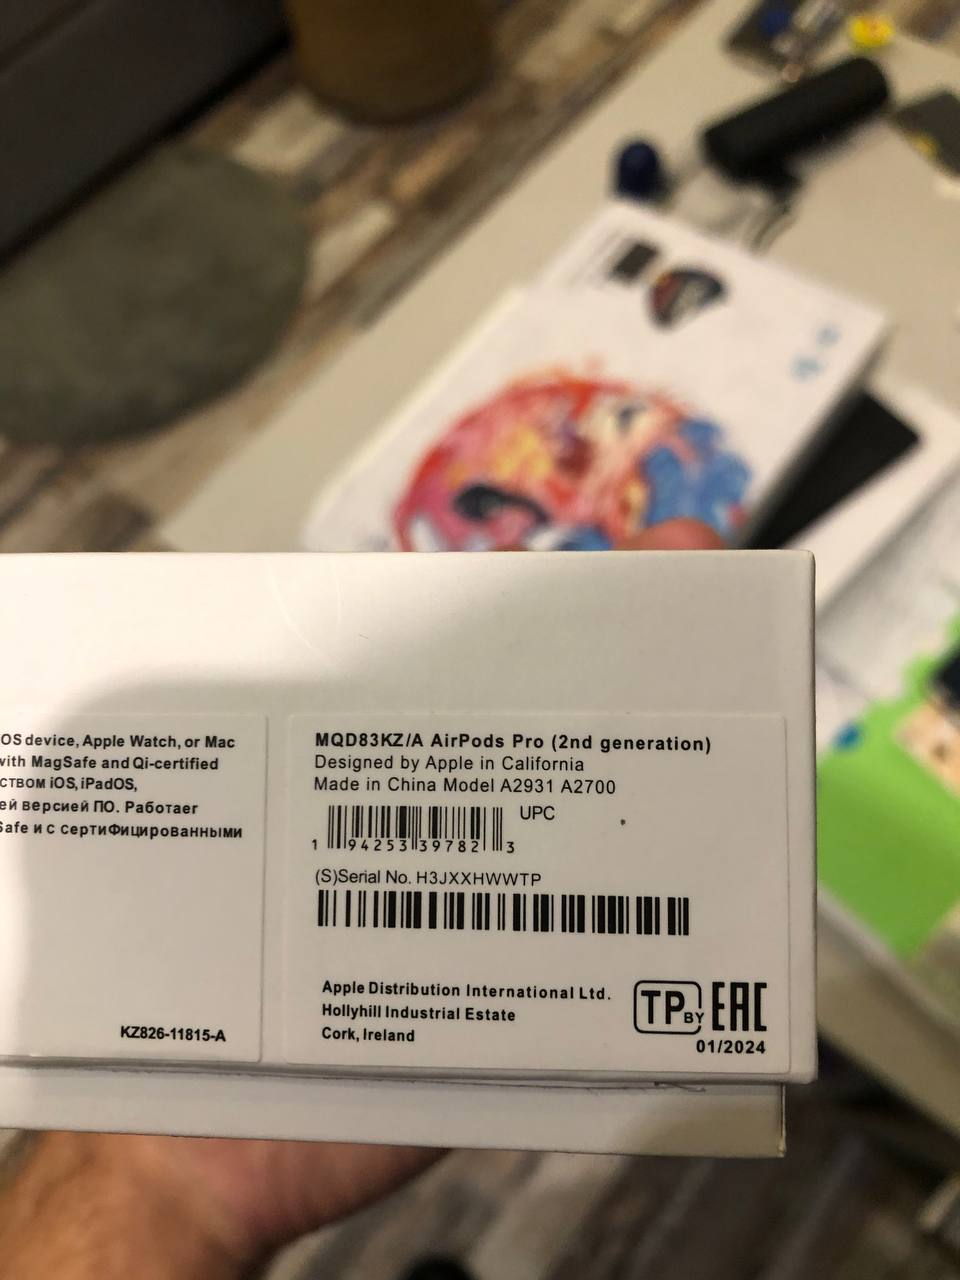 OS device, Apple Watch, or Mac
with MagSafe and Qi-certified
ством iOS, iPadOS,
ей версией ПО. Работает
Safe и с сертифицированными
KZ826-11815-A
MQD83KZ/A AirPods Pro (2nd generation)
Designed by Apple in California
Made in China Model A2931 A2700
UPC
1 94253 39782 3
(S)Serial No. H3JXXHWWTP
Apple Distribution International Ltd.
Hollyhill Industrial Estate
Cork, Ireland
TP BY EAC
01/2024